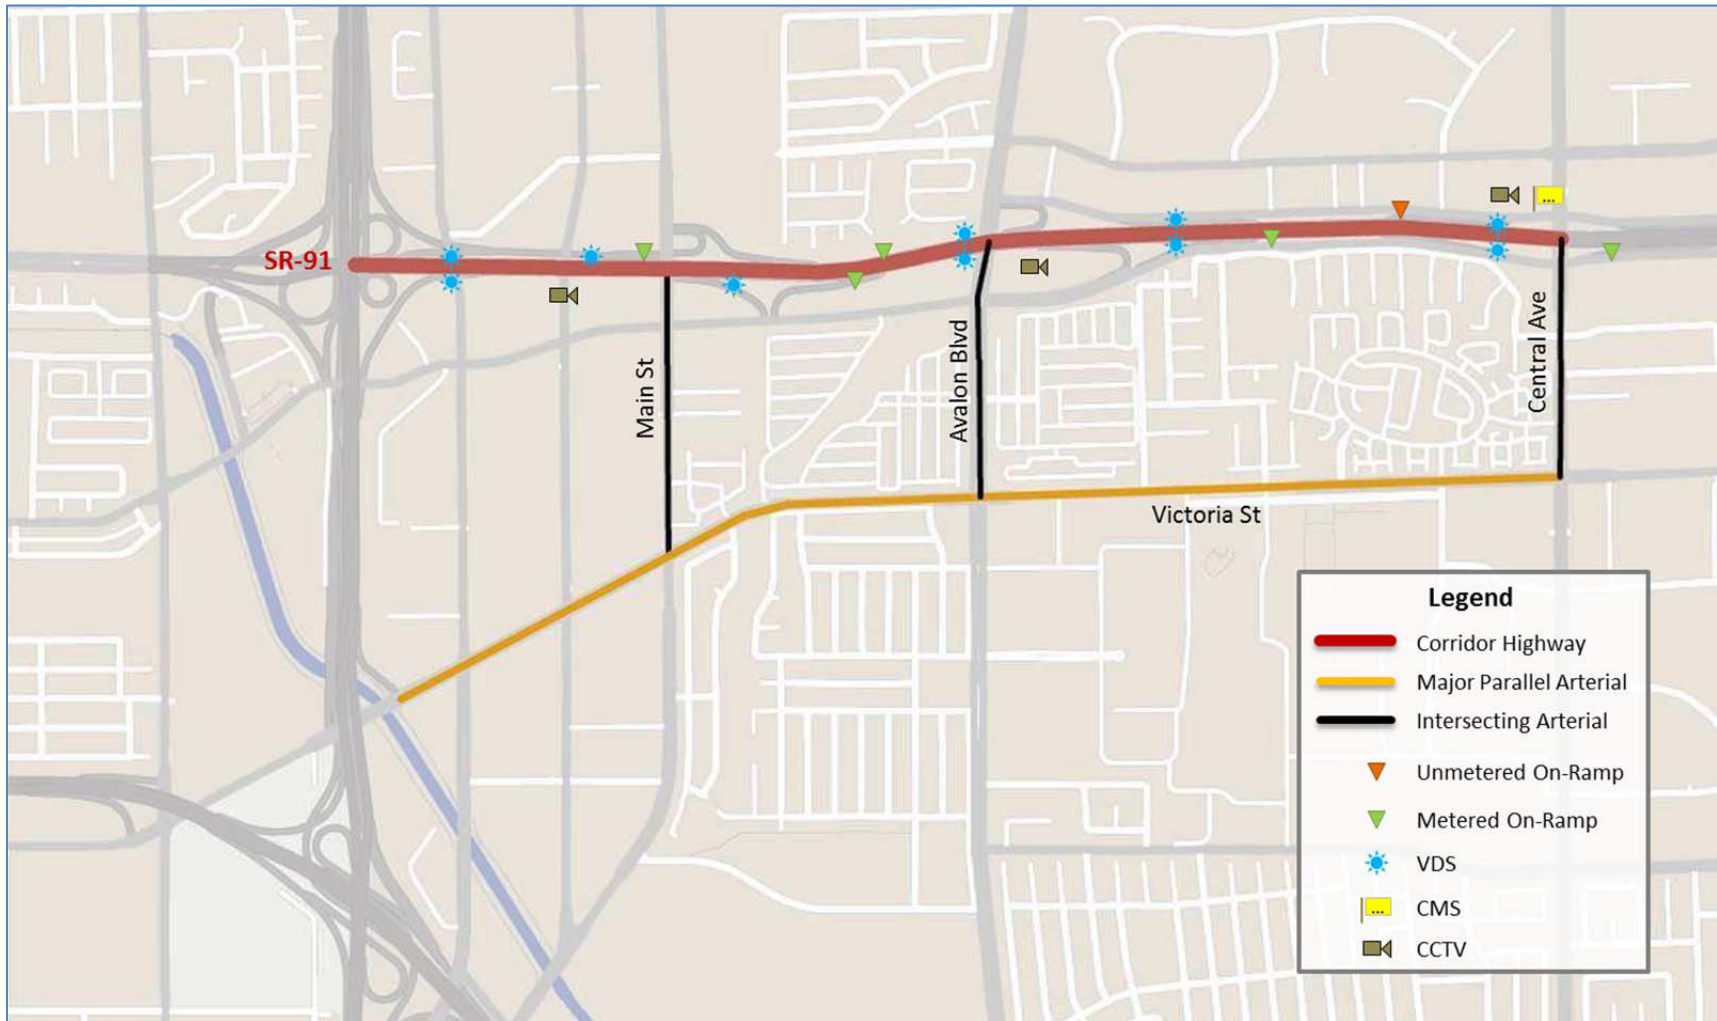 SR-91
Main St
Avalon Blvd
Central Ave
Victoria St
...
Legend
Corridor Highway
Major Parallel Arterial
Intersecting Arterial
Unmetered On-Ramp
Metered On-Ramp
VDS
... CMS
CCTV